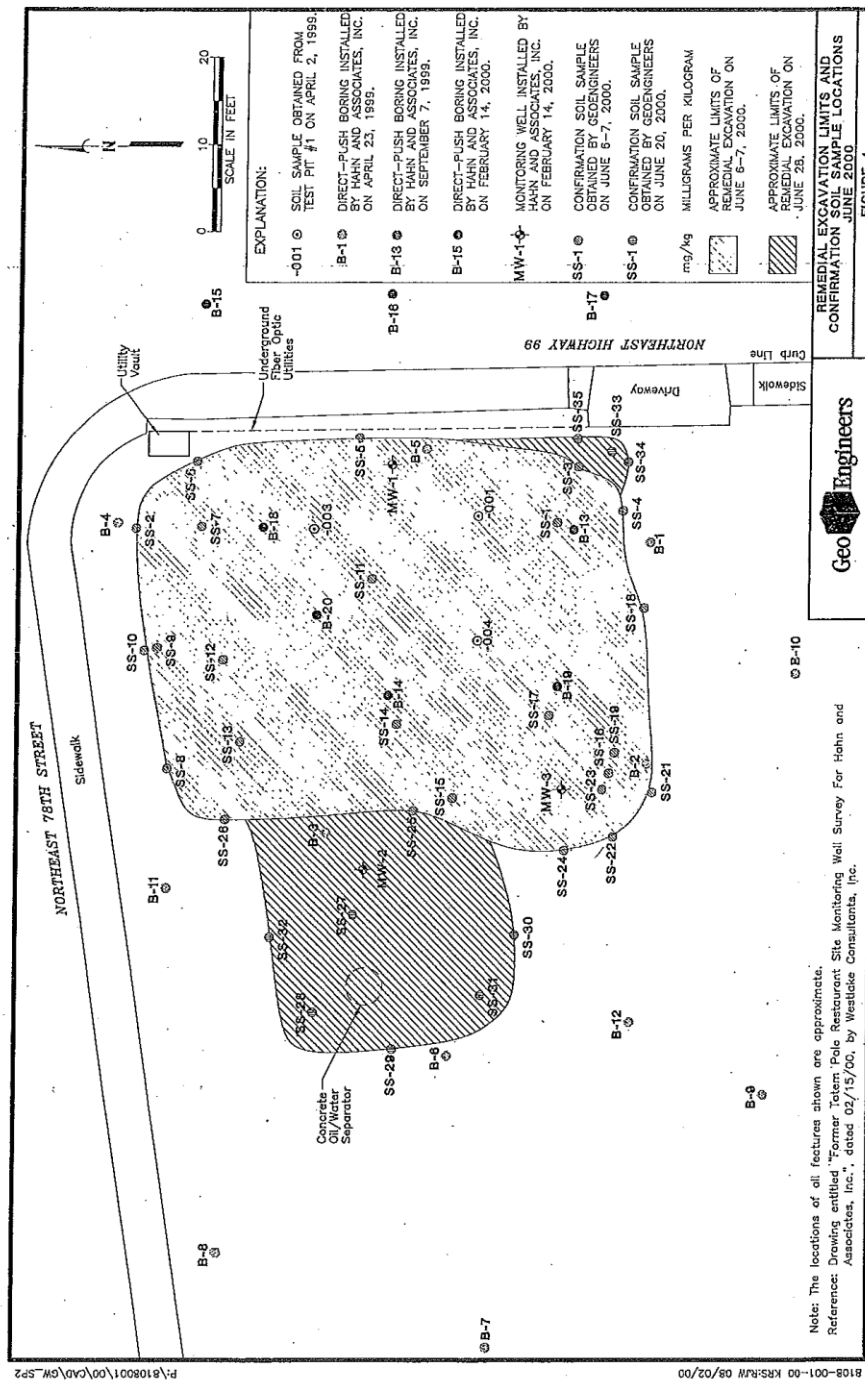 8108-001-00 KRS:RJW 08/02/00
P:\8108001\00\CAD\GW_SP2
NORTHEAST 78TH STREET
Sidewalk
Utility
Vault
Underground
Fiber Optic
Utilities
NORTHEAST HIGHWAY 99
Driveway
Curb Line
Sidewalk
Concrete
Oil/Water
Separator
B-8
B-7
B-11
SS-28
SS-32
SS-27
SS-29
B-6
SS-31
SS-30
B-12
B-9
MW-2
B-3
SS-26
SS-25
SS-8
SS-13
SS-10
SS-9
SS-12
B-4
SS-2
SS-7
SS-6
B-18
-003
B-20
SS-11
SS-5
MW-1
B-5
SS-14
B-14
SS-15
-004
-001
SS-17
B-19
MW-3
SS-24
SS-23
SS-16
SS-19
SS-22
B-2
SS-21
SS-18
SS-1
B-13
SS-3
SS-4
B-1
SS-35
SS-33
SS-34
B-10
B-15
B-16
B-17
N
0 10 20
SCALE IN FEET
EXPLANATION:
-001 SOIL SAMPLE OBTAINED FROM
TEST PIT #1 ON APRIL 2, 1999.
B-1 DIRECT-PUSH BORING INSTALLED
BY HAHN AND ASSOCIATES, INC.
ON APRIL 23, 1999.
B-13 DIRECT-PUSH BORING INSTALLED
BY HAHN AND ASSOCIATES, INC.
ON SEPTEMBER 7, 1999.
B-15 DIRECT-PUSH BORING INSTALLED
BY HAHN AND ASSOCIATES, INC.
ON FEBRUARY 14, 2000.
MW-1 MONITORING WELL INSTALLED BY
HAHN AND ASSOCIATES, INC.
ON FEBRUARY 14, 2000.
SS-1 CONFIRMATION SOIL SAMPLE
OBTAINED BY GEOENGINEERS
ON JUNE 6-7, 2000.
SS-1 CONFIRMATION SOIL SAMPLE
OBTAINED BY GEOENGINEERS
ON JUNE 20, 2000.
mg/kg MILLIGRAMS PER KILOGRAM
APPROXIMATE LIMITS OF
REMEDIAL EXCAVATION ON
JUNE 6-7, 2000.
APPROXIMATE LIMITS OF
REMEDIAL EXCAVATION ON
JUNE 28, 2000.
Note: The locations of all features shown are approximate.
Reference: Drawing entitled "Former Totem Pole Restaurant Site Monitoring Well Survey For Hahn and
Associates, Inc.", dated 02/15/00, by Westlake Consultants, Inc.
Geo Engineers
REMEDIAL EXCAVATION LIMITS AND
CONFIRMATION SOIL SAMPLE LOCATIONS
JUNE 2000
FIGURE